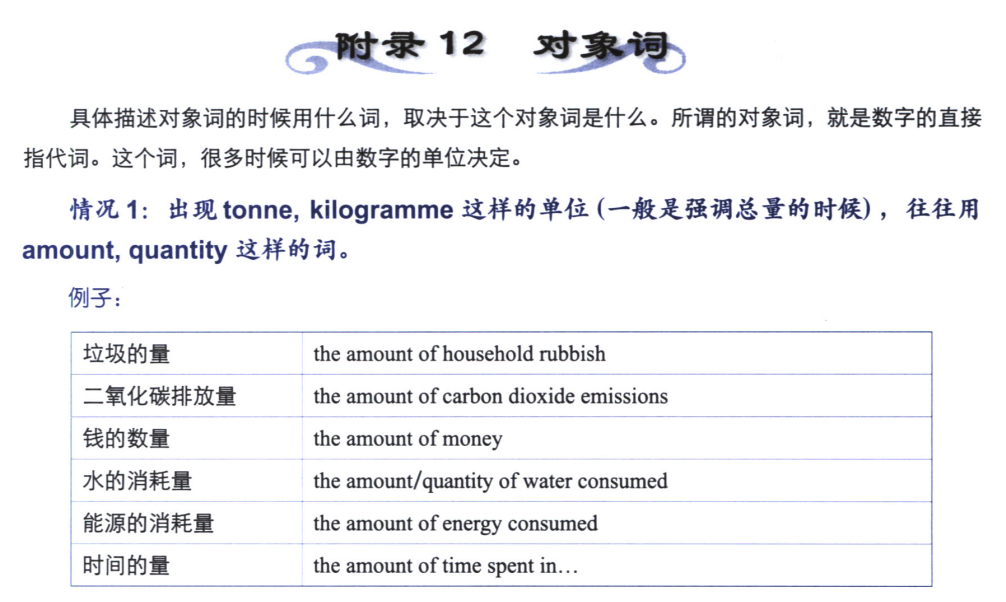 附录 12 对象词
具体描述对象词的时候用什么词，取决于这个对象词是什么。所谓的对象词，就是数字的直接
指代词。这个词，很多时候可以由数字的单位决定。
情况 1：出现 tonne, kilogramme 这样的单位 (一般是强调总量的时候)，往往用
amount, quantity 这样的词。
例子：
垃圾的量 the amount of household rubbish
二氧化碳排放量 the amount of carbon dioxide emissions
钱的数量 the amount of money
水的消耗量 the amount/quantity of water consumed
能源的消耗量 the amount of energy consumed
时间的量 the amount of time spent in…